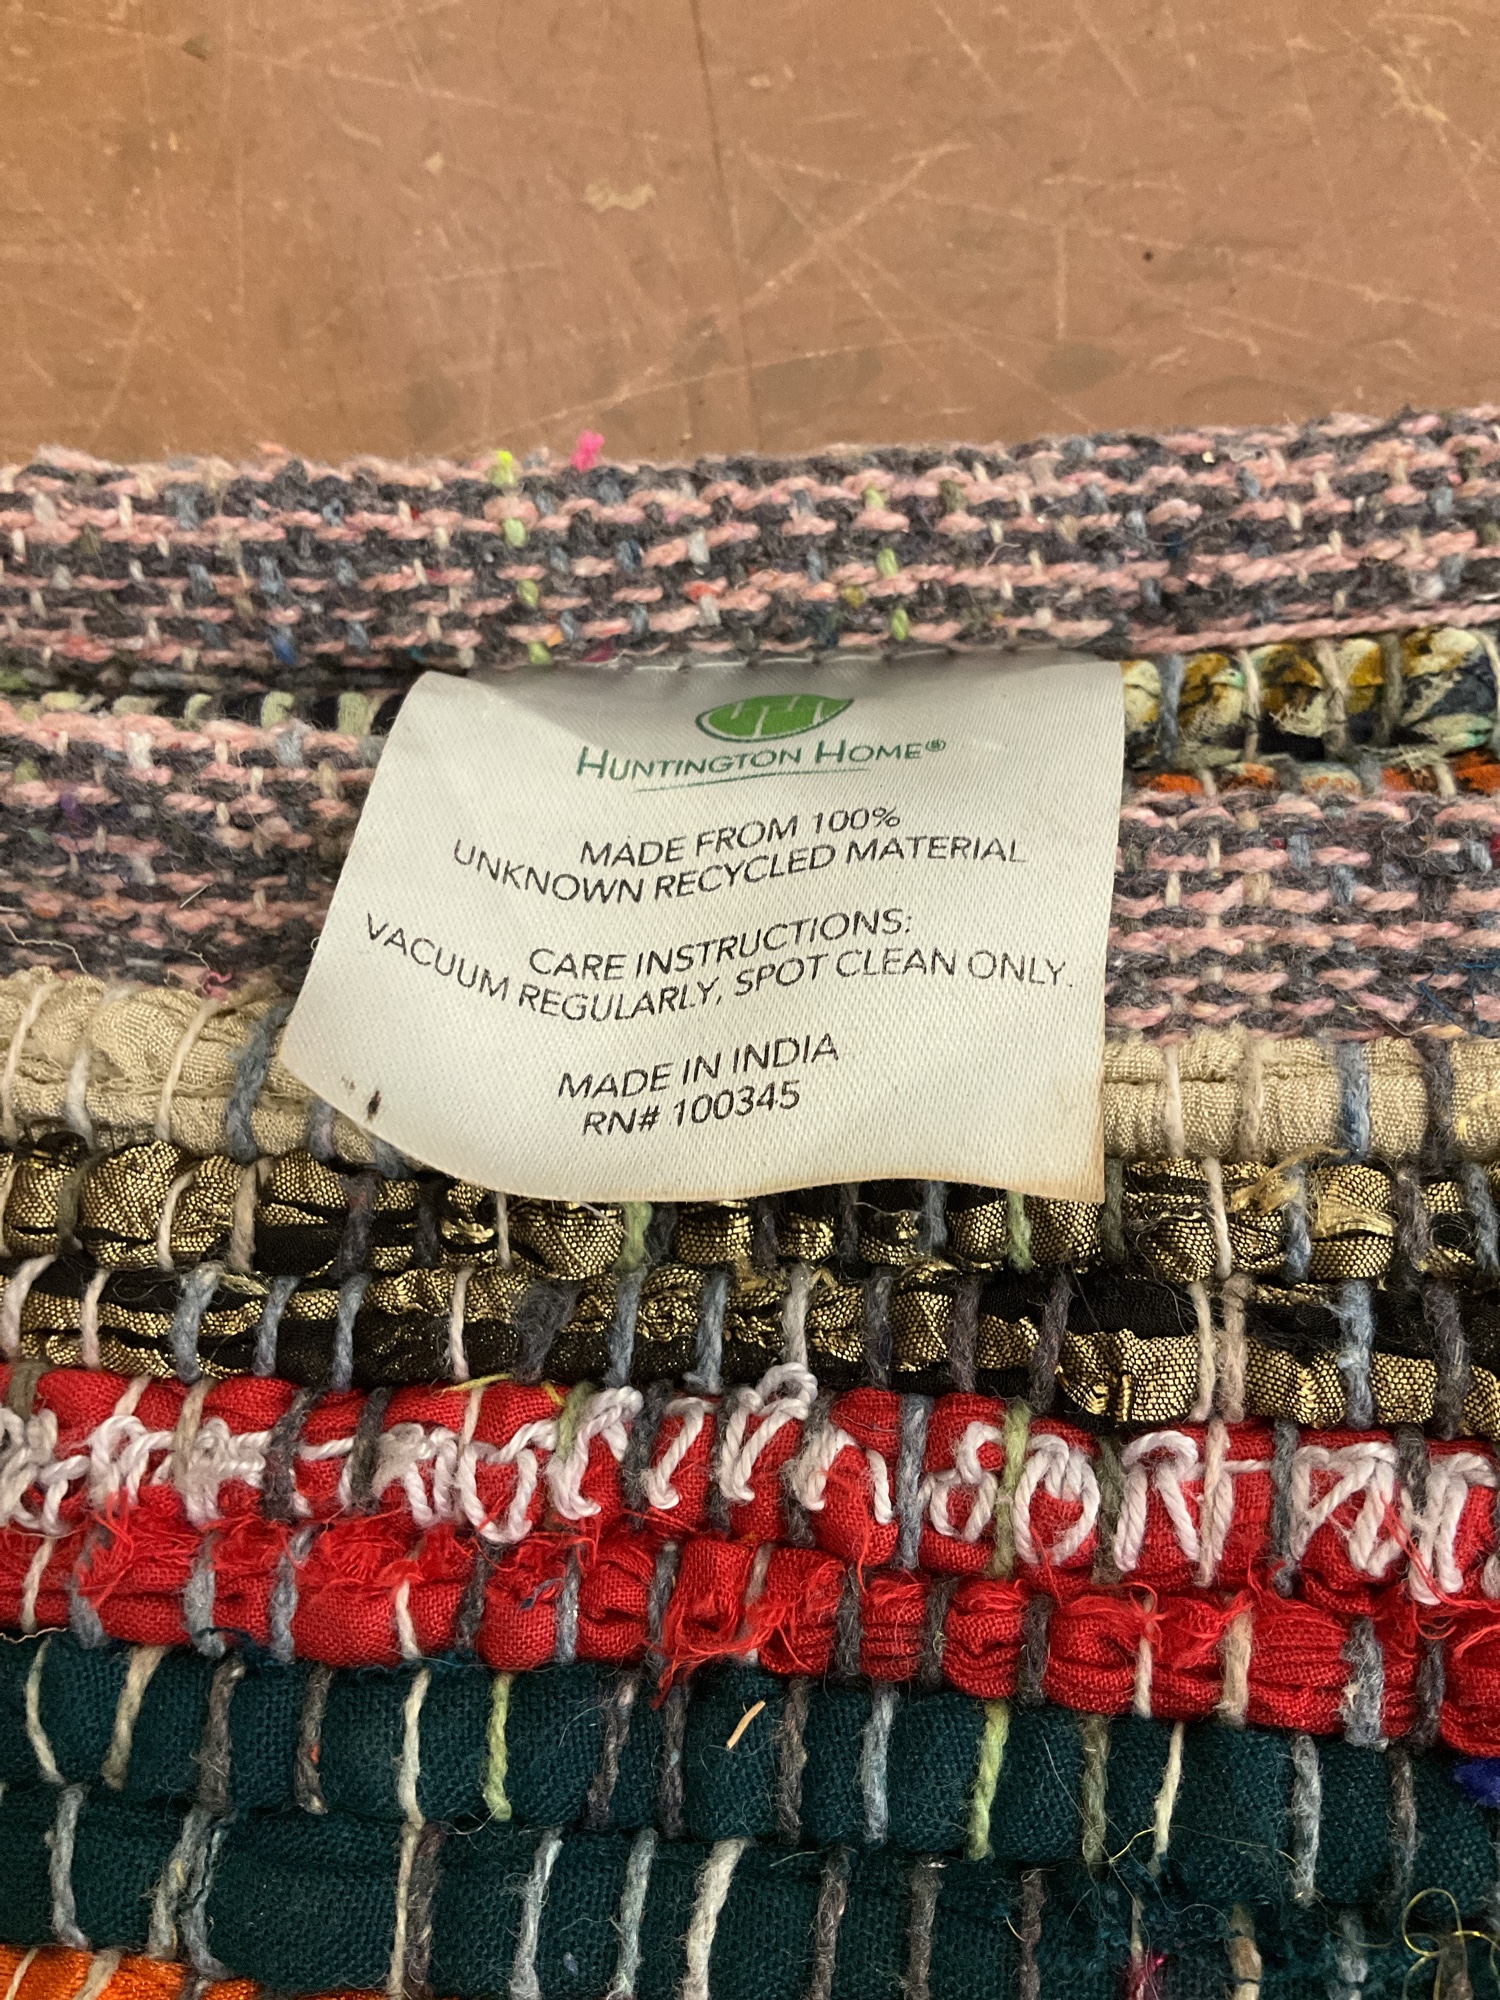 HUNTINGTON HOME®
MADE FROM 100%
UNKNOWN RECYCLED MATERIAL
CARE INSTRUCTIONS:
VACUUM REGULARLY, SPOT CLEAN ONLY.
MADE IN INDIA
RN# 100345